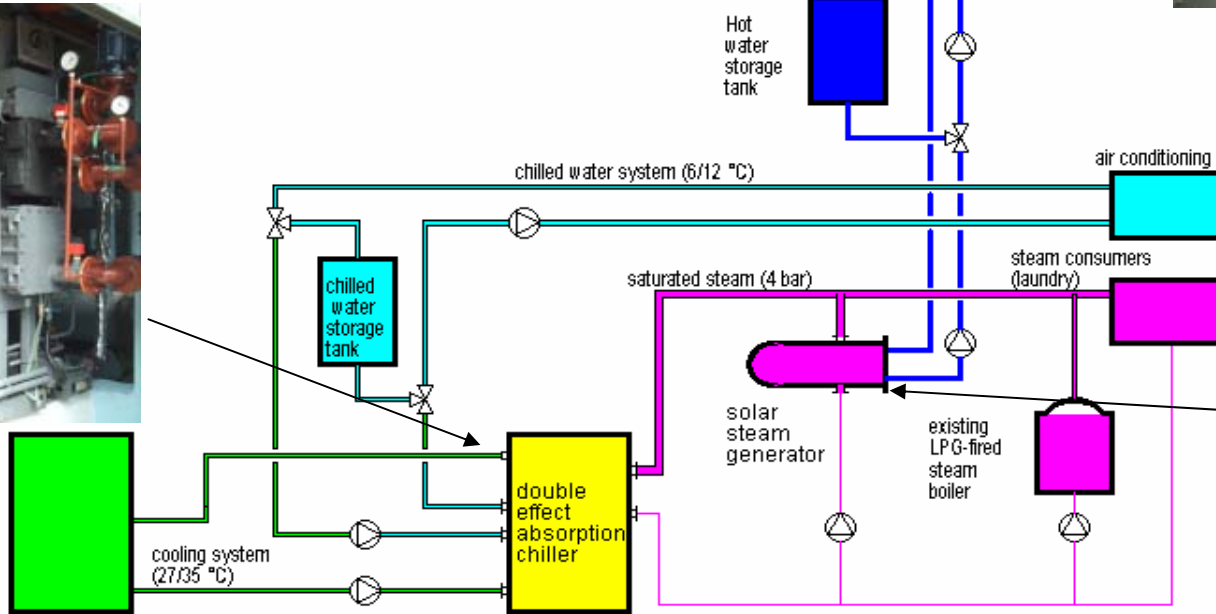 Hot
water
storage
tank
chilled water system (6/12 °C)
air conditioning
chilled
water
storage
tank
saturated steam (4 bar)
steam consumers
(laundry)
solar
steam
generator
existing
LPG-fired
steam
boiler
double
effect
absorption
chiller
cooling system
(27/35 °C)